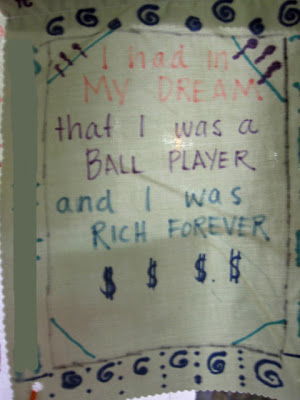 I had in
MY DREAM
that I was a
BALL PLAYER
and I was
RICH FOREVER
$ $ $ $